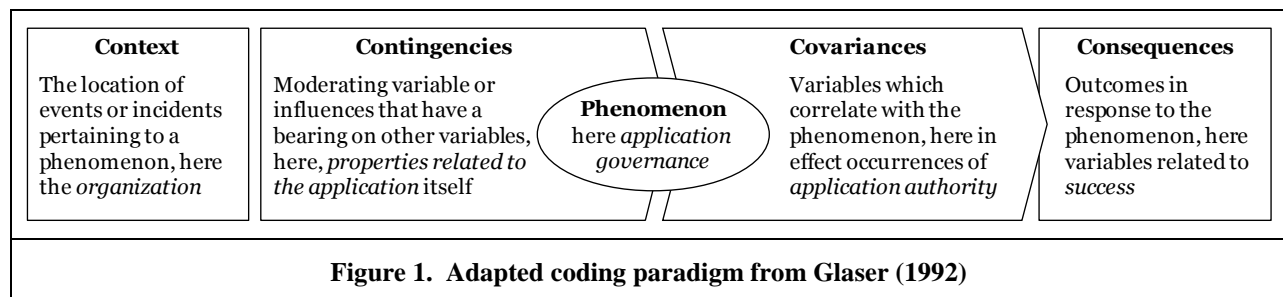 Context
The location of
events or incidents
pertaining to a
phenomenon, here
the organization
Contingencies
Moderating variable or
influences that have a
bearing on other variables,
here, properties related to
the application itself
Phenomenon
here application
governance
Covariances
Variables which
correlate with the
phenomenon, here in
effect occurrences of
application authority
Consequences
Outcomes in
response to the
phenomenon, here
variables related to
success
Figure 1. Adapted coding paradigm from Glaser (1992)